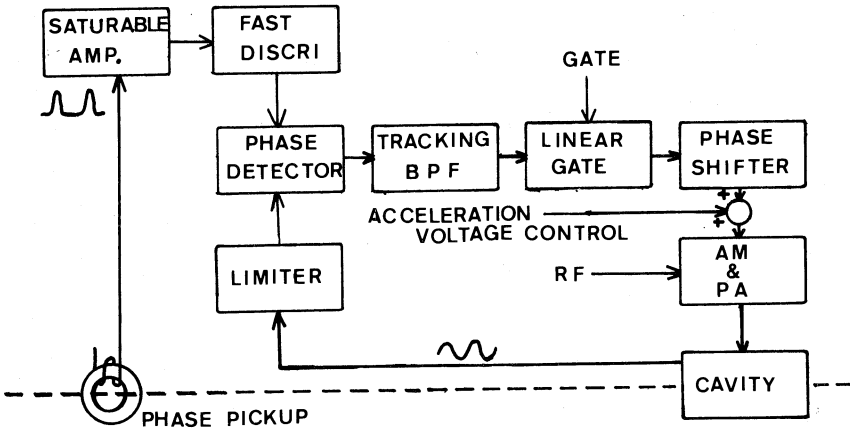 SATURABLE
AMP.
FAST
DISCRI
GATE
PHASE
DETECTOR
TRACKING
BPF
LINEAR
GATE
PHASE
SHIFTER
+
+
ACCELERATION
VOLTAGE CONTROL
LIMITER
RF
AM
&
PA
CAVITY
PHASE PICKUP